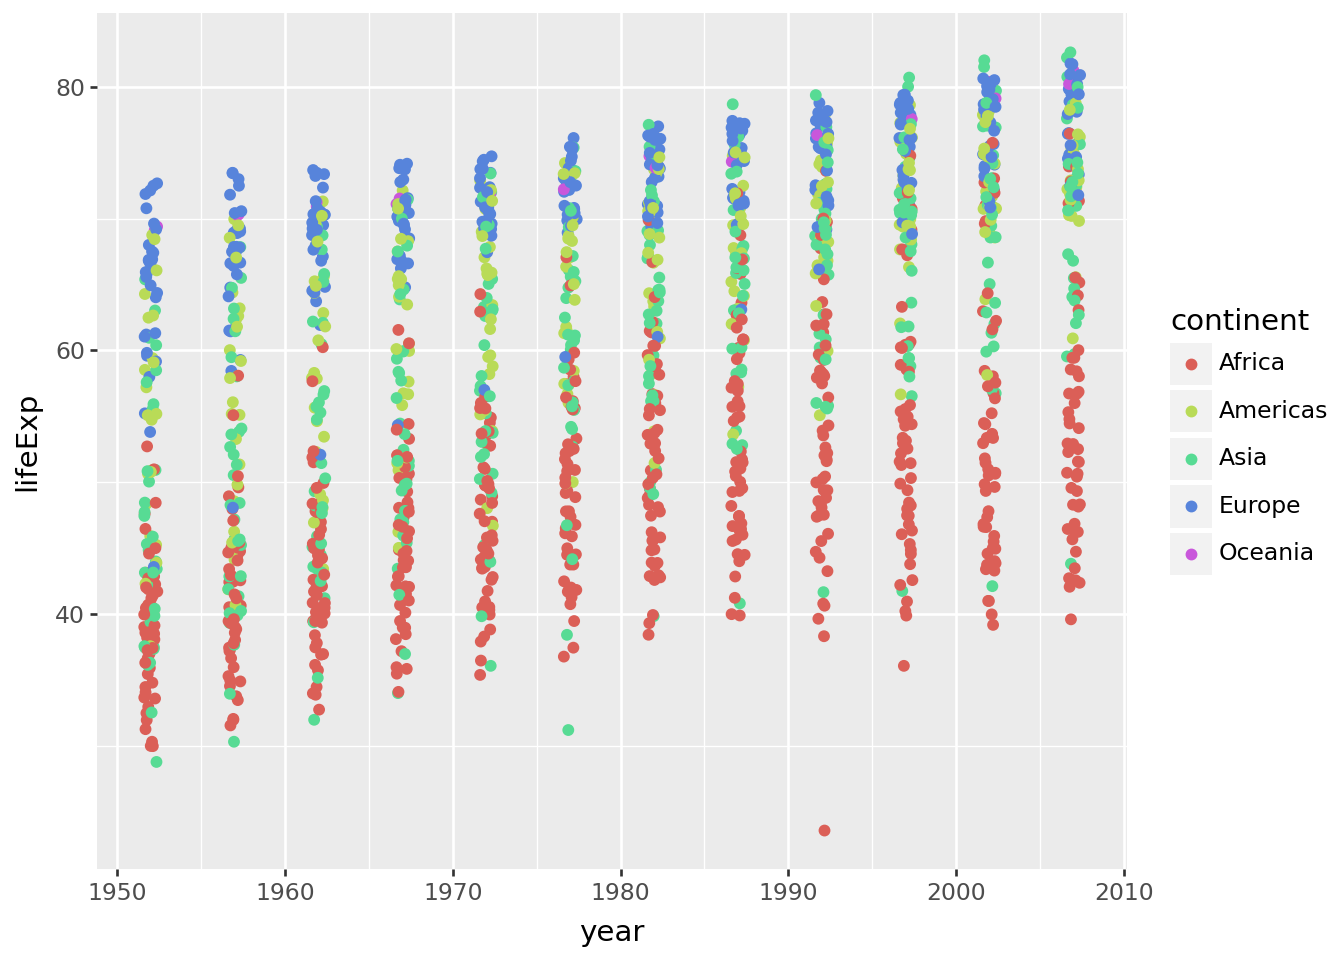 80
60
40
lifeExp
1950
1960
1970
1980
1990
2000
2010
year
continent
Africa
Americas
Asia
Europe
Oceania